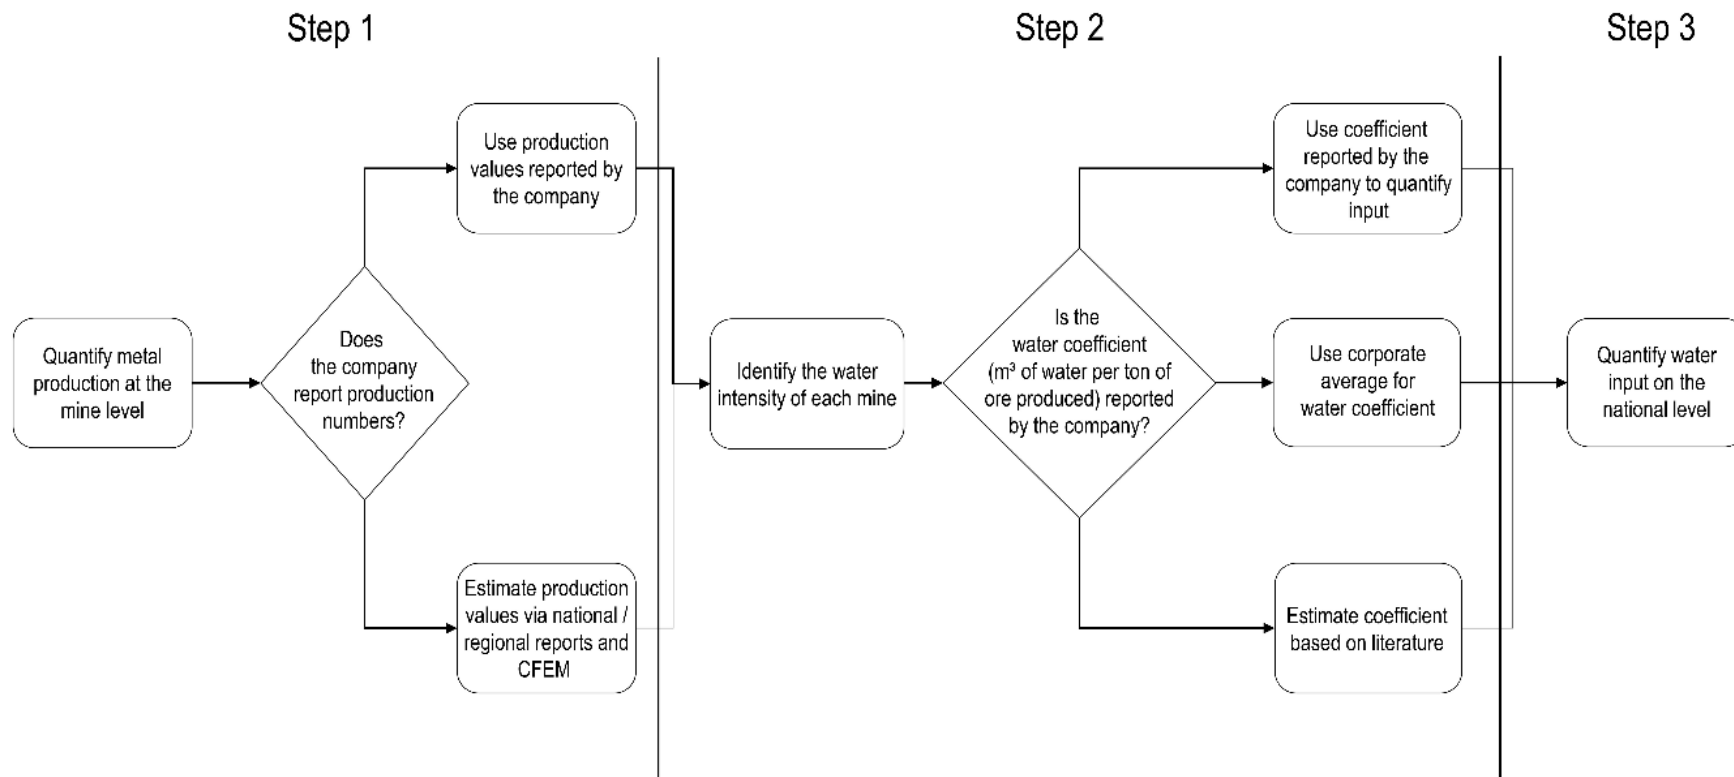 Step 1
Step 2
Step 3
Use production
values reported by
the company
Use coefficient
reported by the
company to quantify
input
Quantify metal
production at the
mine level
Does
the company
report production
numbers?
Identify the water
intensity of each mine
Is the
water coefficient
(m³ of water per ton of
ore produced) reported
by the company?
Use corporate
average for
water coefficient
Quantify water
input on the
national level
Estimate production
values via national /
regional reports and
CFEM
Estimate coefficient
based on literature